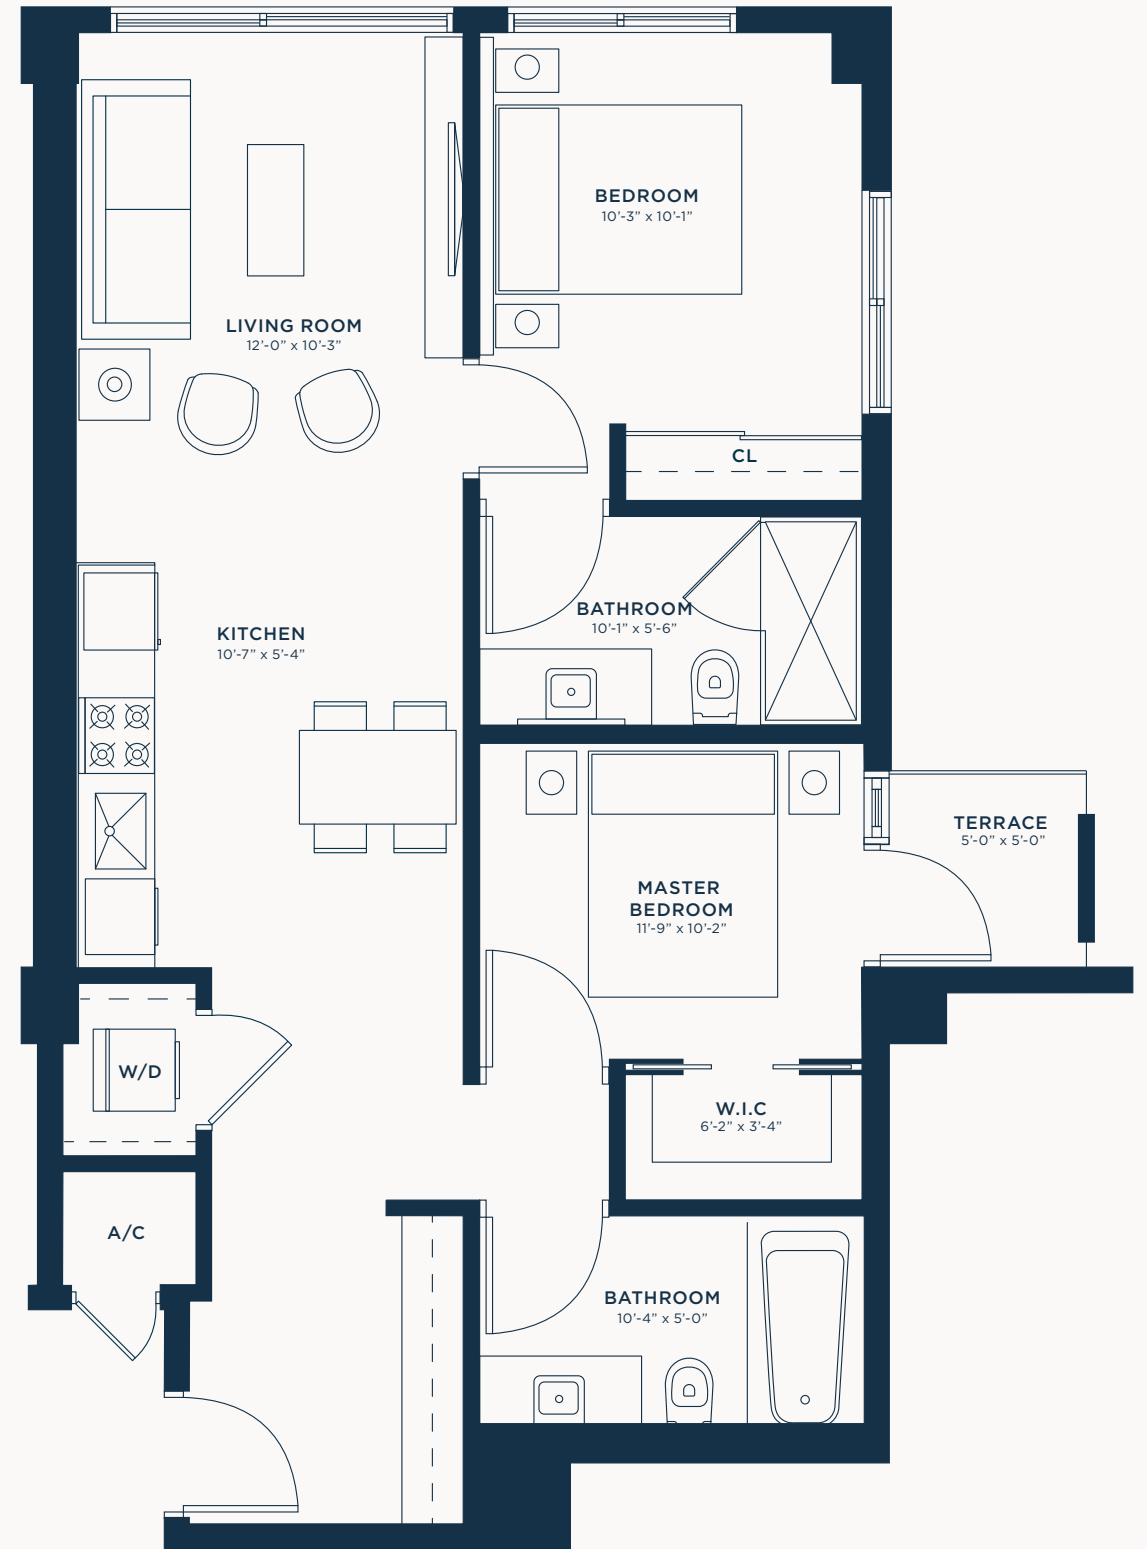 BEDROOM
10'-3” x 10'-1”
LIVING ROOM
12'-0” x 10'-3”
CL
BATHROOM
10'-1” x 5'-6”
KITCHEN
10'-7” x 5'-4”
TERRACE
5'-0” x 5'-0”
MASTER
BEDROOM
11'-9” x 10'-2”
W/D
W.I.C
6'-2” x 3'-4”
A/C
BATHROOM
10'-4” x 5'-0”